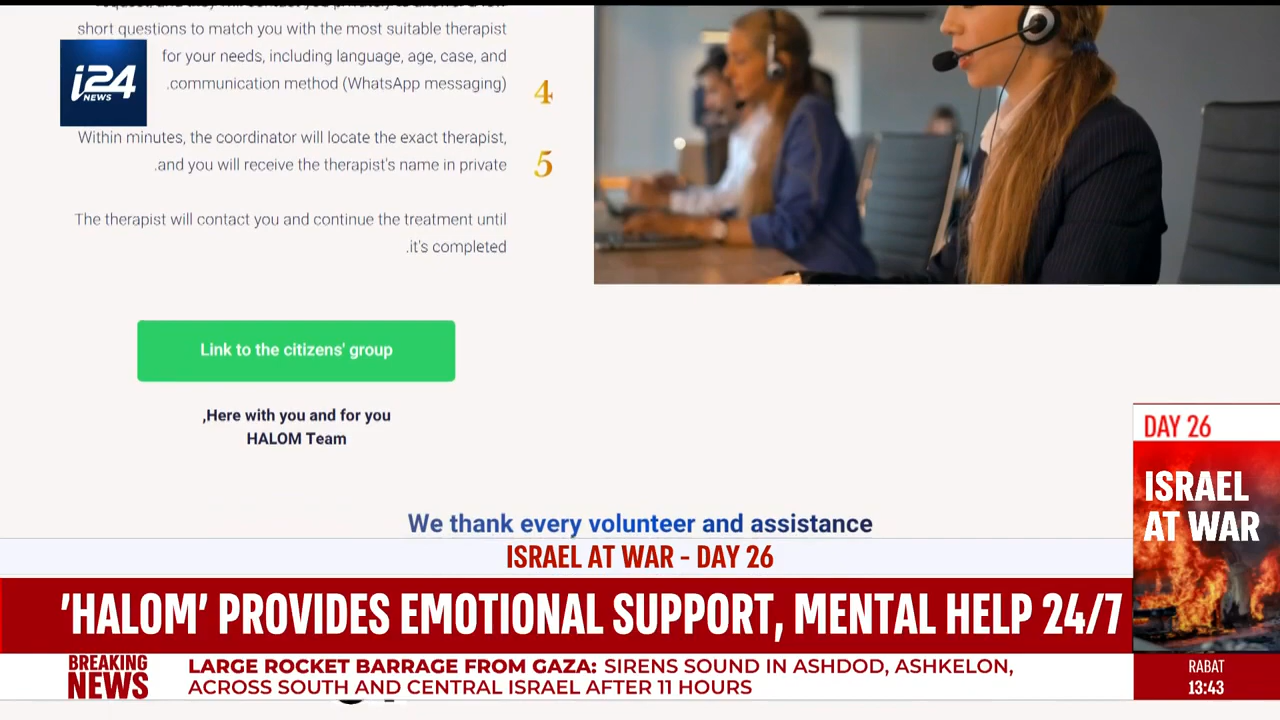 short questions to match you with the most suitable therapist
for your needs, including language, age, case, and
.communication method (WhatsApp messaging)
4
Within minutes, the coordinator will locate the exact therapist,
.and you will receive the therapist's name in private
5
The therapist will contact you and continue the treatment until
.it's completed
i24
NEWS
Link to the citizens' group
,Here with you and for you
HALOM Team
We thank every volunteer and assistance
DAY 26
ISRAEL
AT WAR
ISRAEL AT WAR - DAY 26
'HALOM' PROVIDES EMOTIONAL SUPPORT, MENTAL HELP 24/7
BREAKING
NEWS
LARGE ROCKET BARRAGE FROM GAZA: SIRENS SOUND IN ASHDOD, ASHKELON,
ACROSS SOUTH AND CENTRAL ISRAEL AFTER 11 HOURS
RABAT
13:43